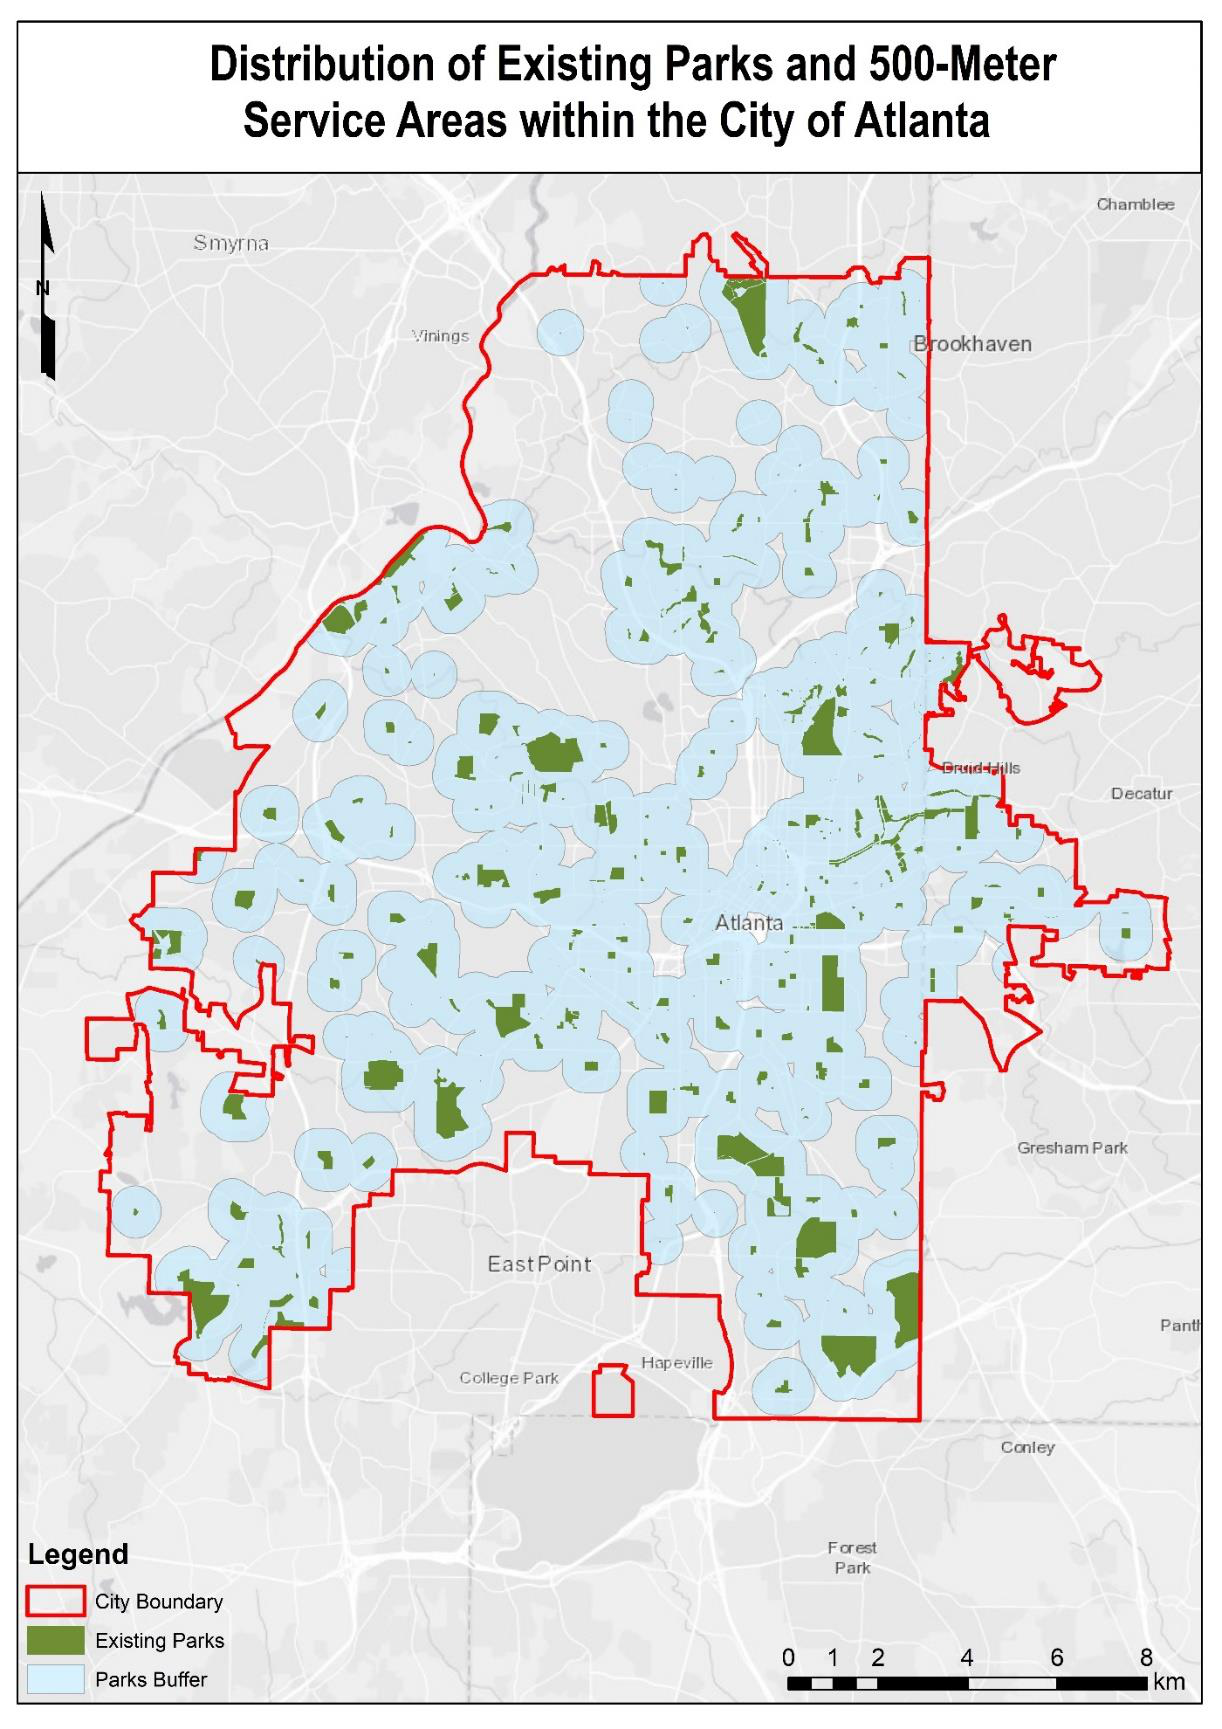 Distribution of Existing Parks and 500-Meter
Service Areas within the City of Atlanta
Chamblee
Smyrna
N
Vinings
Brookhaven
Druid Hills
Decatur
Atlanta
Gresham Park
East Point
Panth
Hapeville
College Park
Conley
Forest
Park
Legend
City Boundary
Existing Parks
Parks Buffer
0 1 2 4 6 8
km